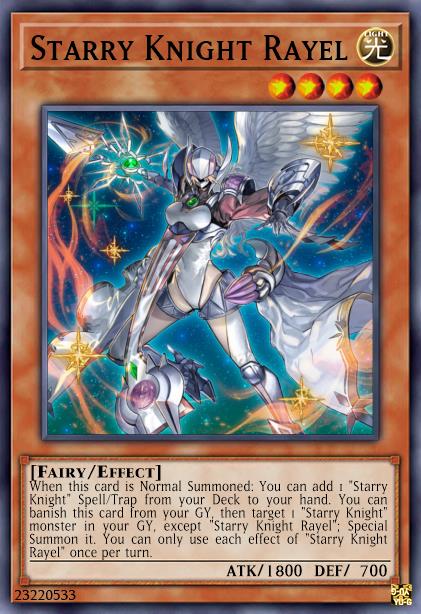 STARRY KNIGHT RAYEL
LIGHT
光
[FAIRY/EFFECT]
When this card is Normal Summoned: You can add 1 "Starry
Knight" Spell/Trap from your Deck to your hand. You can
banish this card from your GY, then target 1 "Starry Knight"
monster in your GY, except "Starry Knight Rayel"; Special
Summon it. You can only use each effect of "Starry Knight
Rayel" once per turn.
ATK/1800 DEF/ 700
23220533